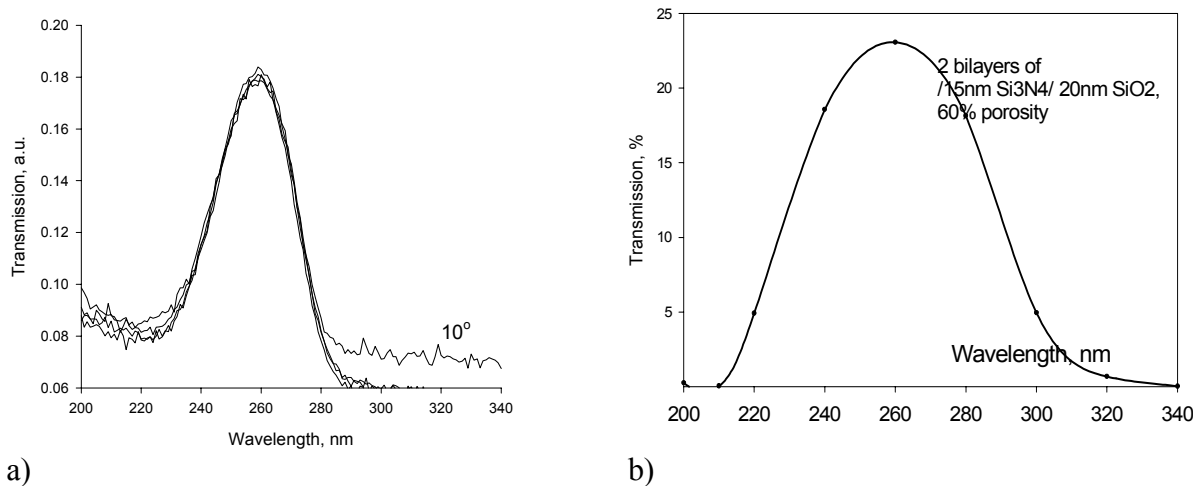 0.20
0.18
0.16
0.14
0.12
0.10
0.08
0.06
Transmission, a.u.
10°
200 220 240 260 280 300 320 340
Wavelength, nm
a)
25
20
15
10
5
Transmission, %
2 bilayers of
/15nm Si3N4/ 20nm SiO2,
60% porosity
Wavelength, nm
200 220 240 260 280 300 320 340
b)